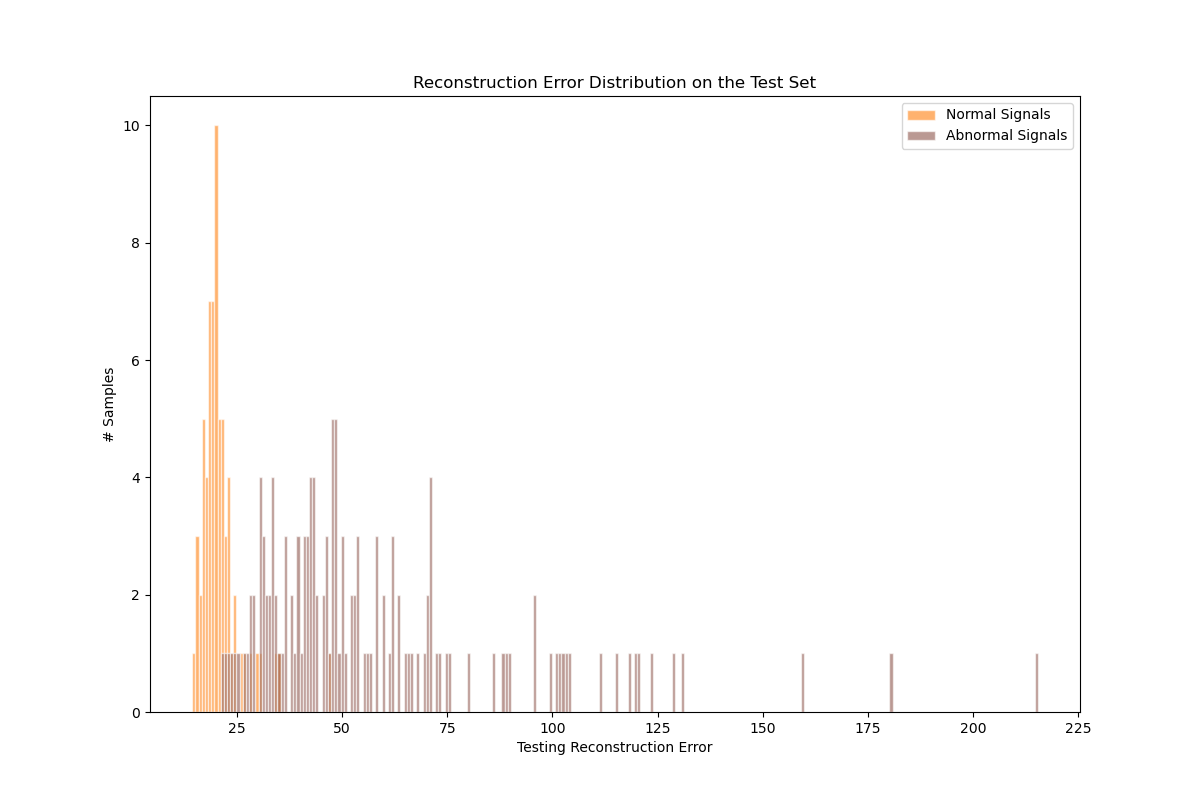 Reconstruction Error Distribution on the Test Set
Normal Signals
Abnormal Signals
# Samples
10
8
6
4
2
0
25 50 75 100 125 150 175 200 225
Testing Reconstruction Error